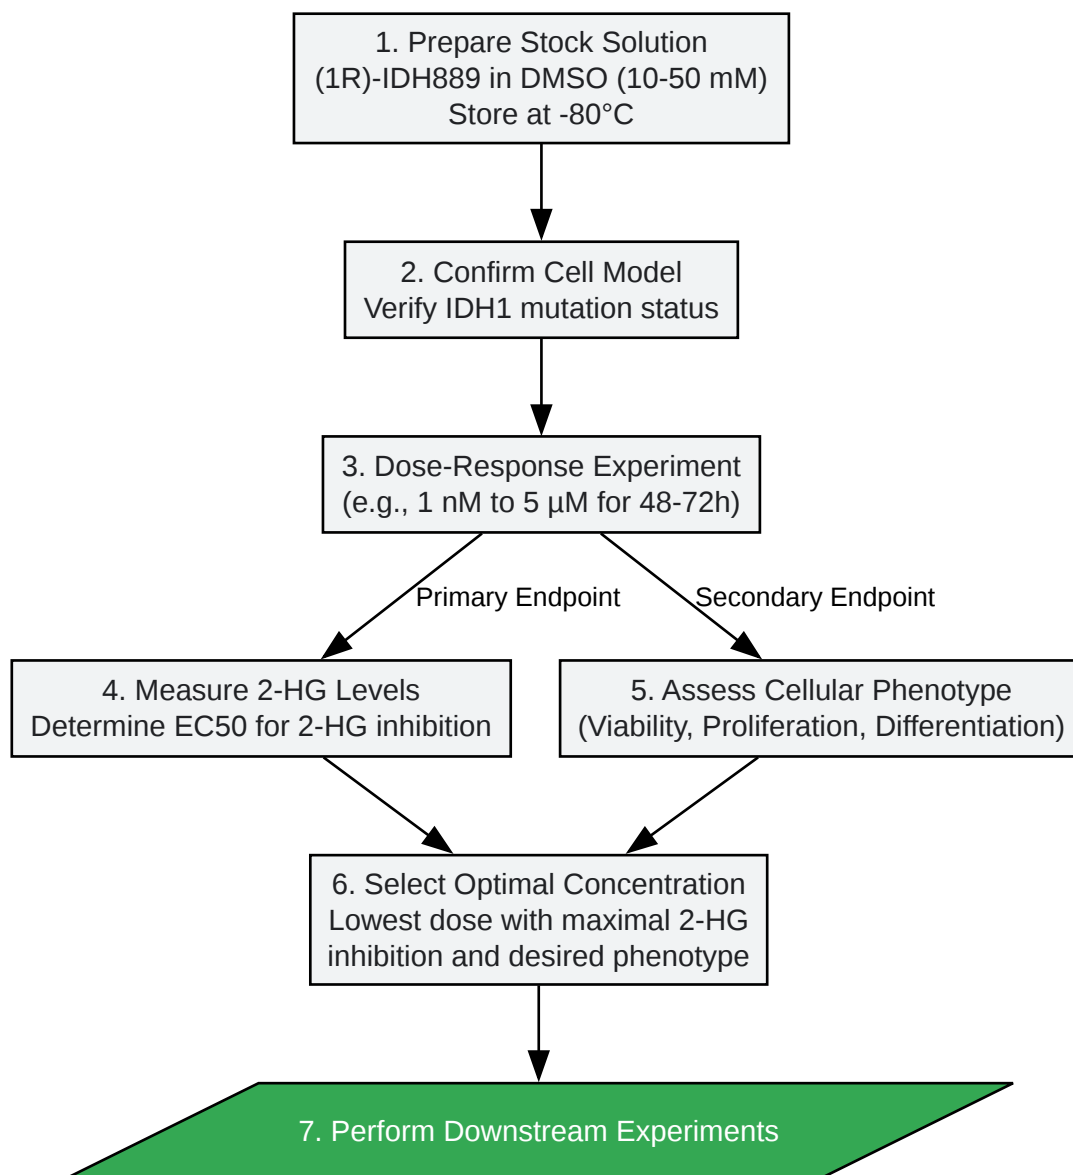 1. Prepare Stock Solution
(1R)-IDH889 in DMSO (10-50 mM)
Store at -80°C
2. Confirm Cell Model
Verify IDH1 mutation status
3. Dose-Response Experiment
(e.g., 1 nM to 5 µM for 48-72h)
Primary Endpoint
Secondary Endpoint
4. Measure 2-HG Levels
Determine EC50 for 2-HG inhibition
5. Assess Cellular Phenotype
(Viability, Proliferation, Differentiation)
6. Select Optimal Concentration
Lowest dose with maximal 2-HG
inhibition and desired phenotype
7. Perform Downstream Experiments